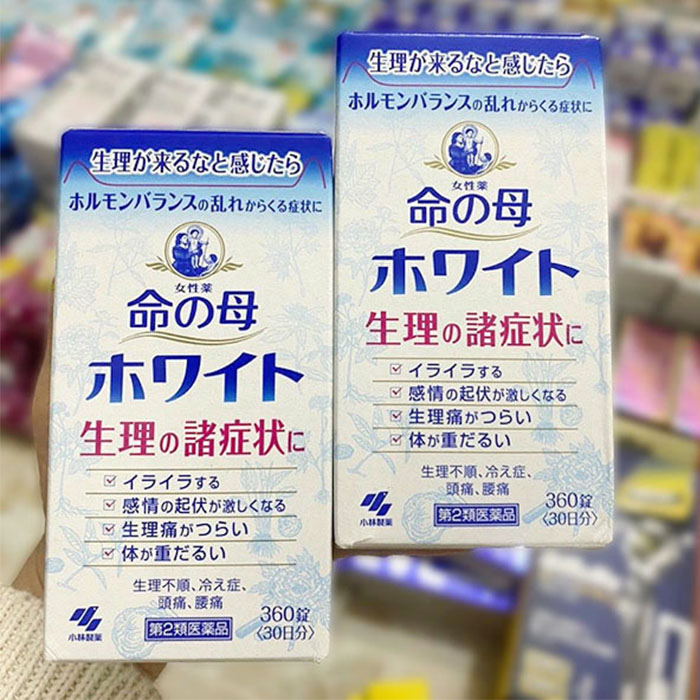 生理が来るなと感じたら
ホルモンバランスの乱れからくる症状に
女性薬
命の母
ホワイト
生理の諸症状に
イライラする
感情の起伏が激しくなる
生理痛がつらい
体が重だるい
生理不順、冷え症、
頭痛、腰痛
小林製薬
第2類医薬品
360錠
〈30日分〉
生理が来るなと感じたら
ホルモンバランスの乱れからくる症状に
女性薬
命の母
ホワイト
生理の諸症状に
イライラする
感情の起伏が激しくなる
生理痛がつらい
体が重だるい
生理不順、冷え症、
頭痛、腰痛
小林製薬
第2類医薬品
360錠
〈30日分〉